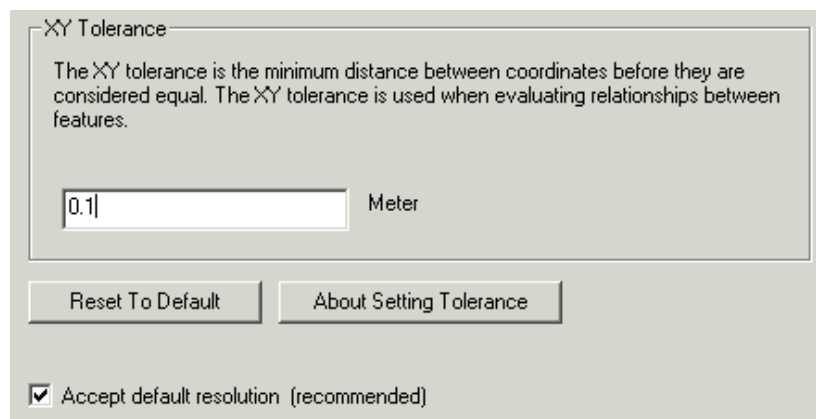 XY Tolerance
The XY tolerance is the minimum distance between coordinates before they are
considered equal. The XY tolerance is used when evaluating relationships between
features.
0.1 Meter
Reset To Default About Setting Tolerance
Accept default resolution (recommended)